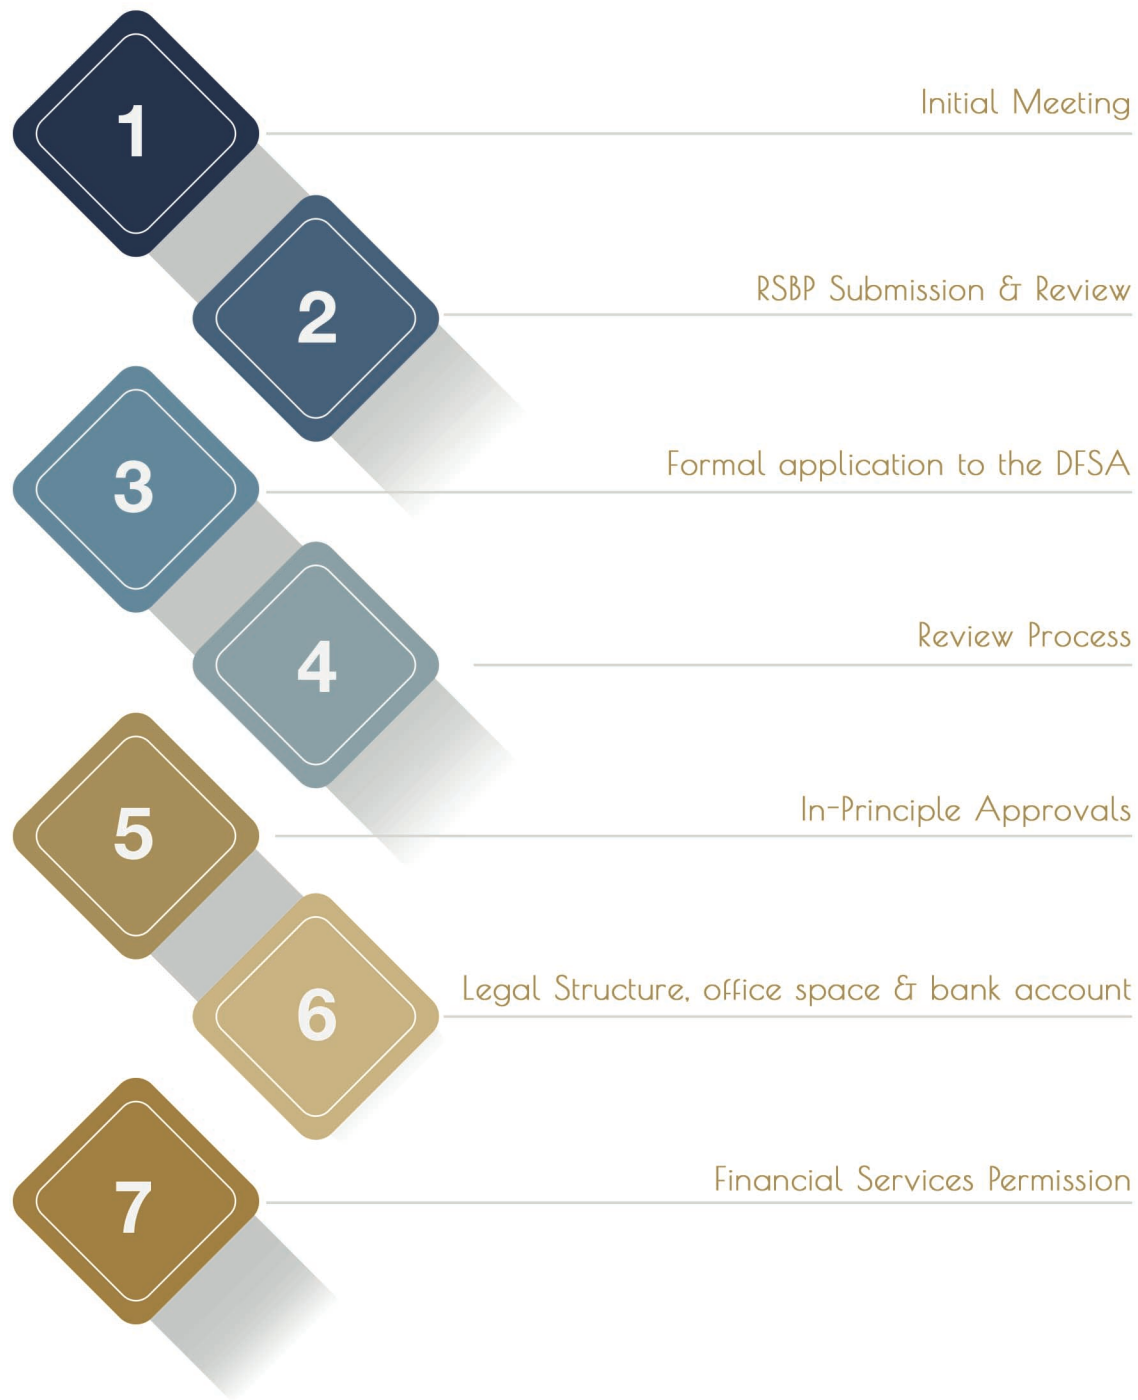 1
Initial Meeting
2
RSBP Submission & Review
3
Formal application to the DFSA
4
Review Process
5
In-Principle Approvals
6
Legal Structure, office space & bank account
7
Financial Services Permission